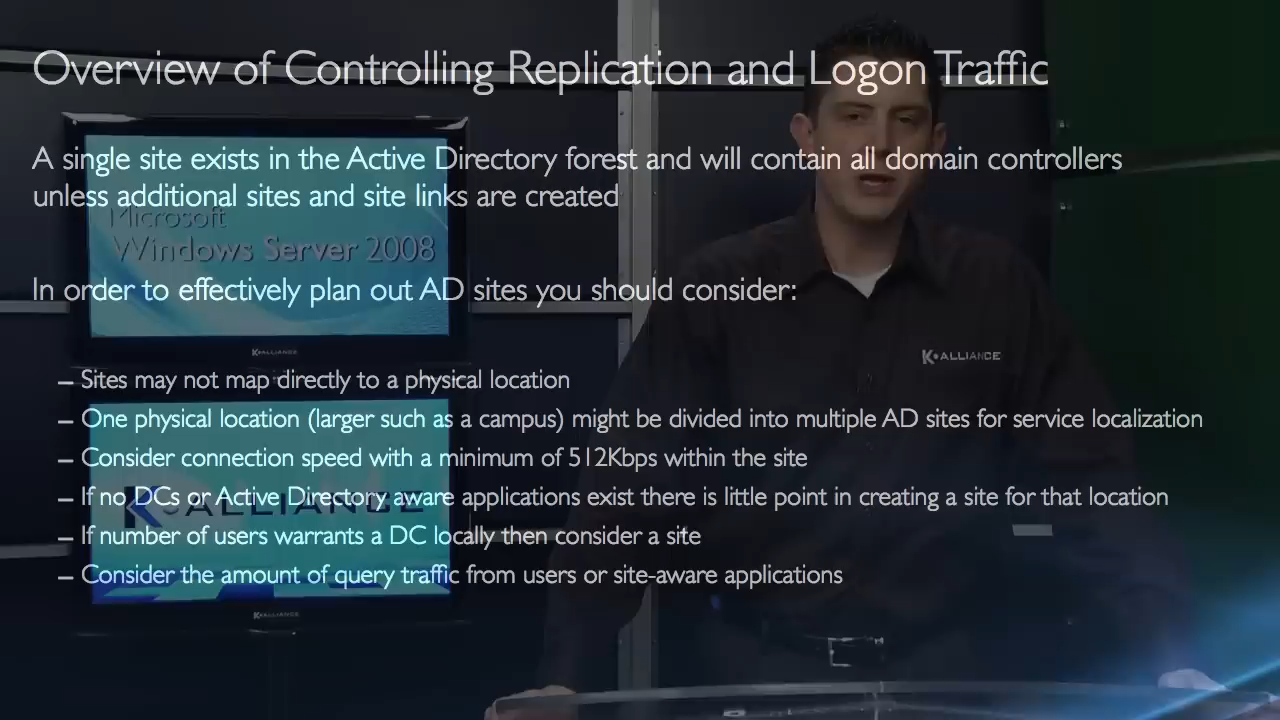 Overview of Controlling Replication and Logon Traffic
A single site exists in the Active Directory forest and will contain all domain controllers
unless additional sites and site links are created
Microsoft
Windows Server 2008
In order to effectively plan out AD sites you should consider:
K•ALLIANCE
K•ALLIANCE
– Sites may not map directly to a physical location
– One physical location (larger such as a campus) might be divided into multiple AD sites for service localization
– Consider connection speed with a minimum of 512Kbps within the site
– If no DCs or Active Directory aware applications exist there is little point in creating a site for that location
K•ALLIANCE
– If number of users warrants a DC locally then consider a site
– Consider the amount of query traffic from users or site-aware applications
K•ALLIANCE